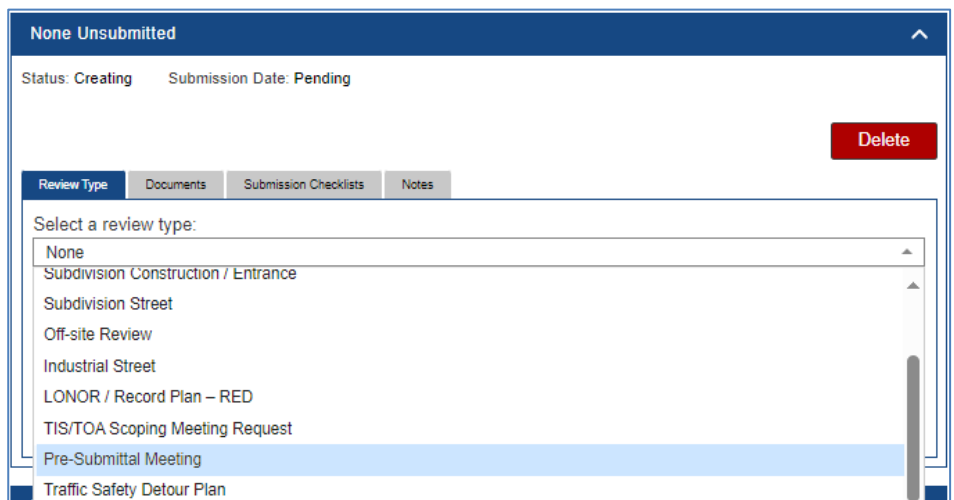 None Unsubmitted
Status: Creating Submission Date: Pending
Delete
Review Type Documents Submission Checklists Notes
Select a review type:
None
Subdivision Construction / Entrance
Subdivision Street
Off-site Review
Industrial Street
LONOR / Record Plan – RED
TIS/TOA Scoping Meeting Request
Pre-Submittal Meeting
Traffic Safety Detour Plan